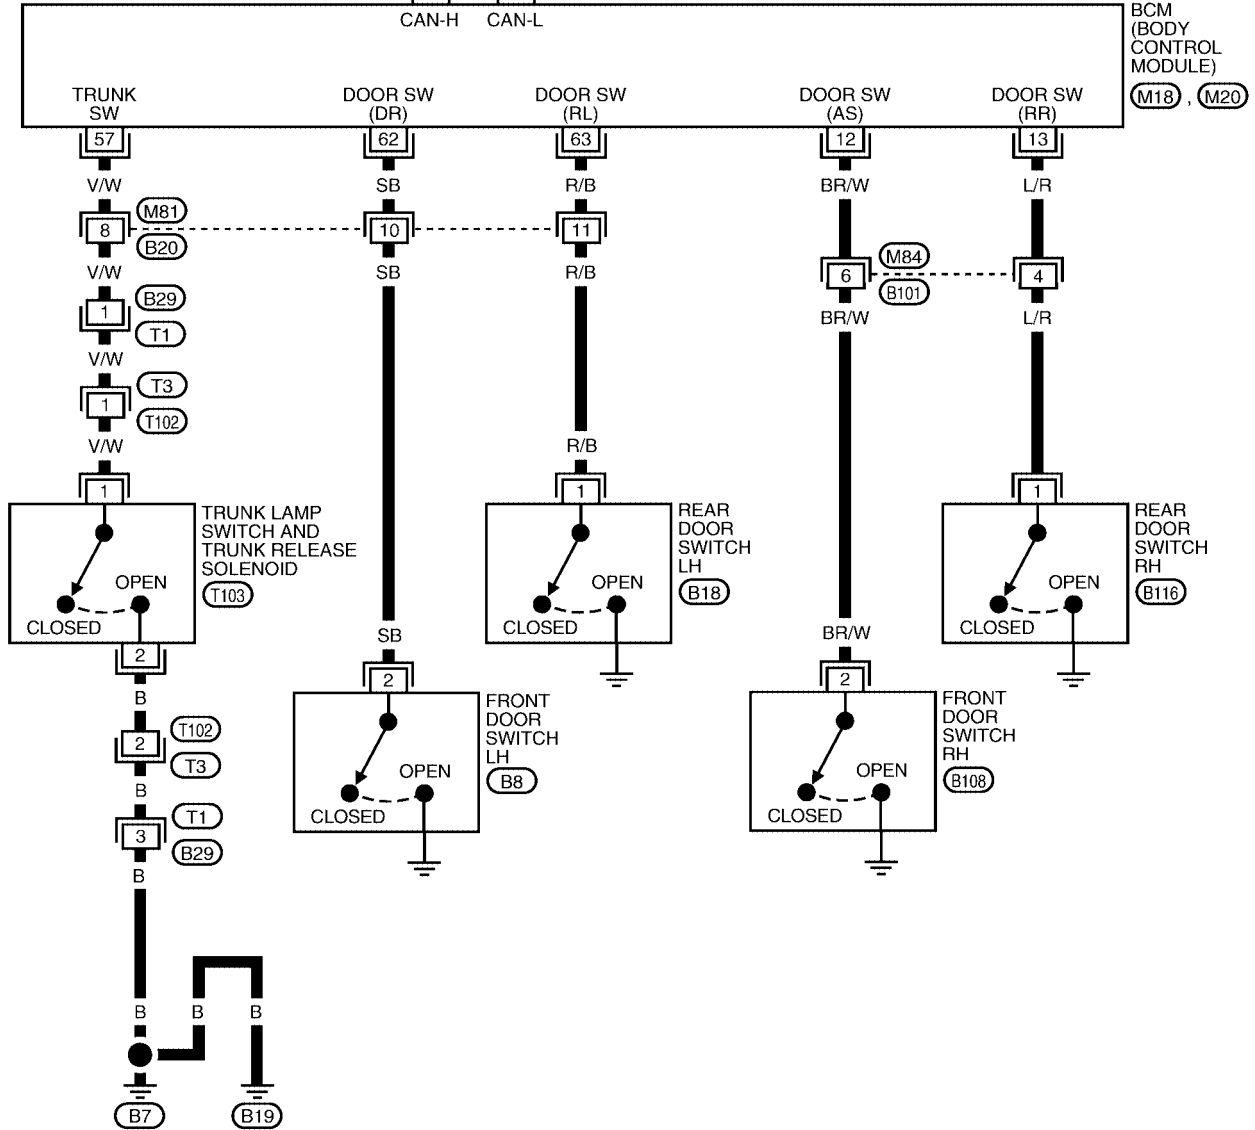 CAN-H CAN-L
BCM
(BODY
CONTROL
MODULE)
M18 , M20
TRUNK
SW
DOOR SW
(DR)
DOOR SW
(RL)
DOOR SW
(AS)
DOOR SW
(RR)
57 62 63 12 13
V/W SB R/B BR/W L/R
M81
8 10 11
B20
M84
6 4
B101
V/W SB R/B
BR/W L/R
B29
1
T1
V/W
T3
1
T102
V/W R/B
1 1 1
TRUNK LAMP
SWITCH AND
TRUNK RELEASE
SOLENOID
T103
OPEN
CLOSED
REAR
DOOR
SWITCH
LH
B18
OPEN
CLOSED
REAR
DOOR
SWITCH
RH
B116
OPEN
CLOSED
SB BR/W
2 2 2
FRONT
DOOR
SWITCH
LH
B8
OPEN
CLOSED
FRONT
DOOR
SWITCH
RH
B108
OPEN
CLOSED
B
T102
2
T3
B
T1
3
B29
B
B B B
B7 B19